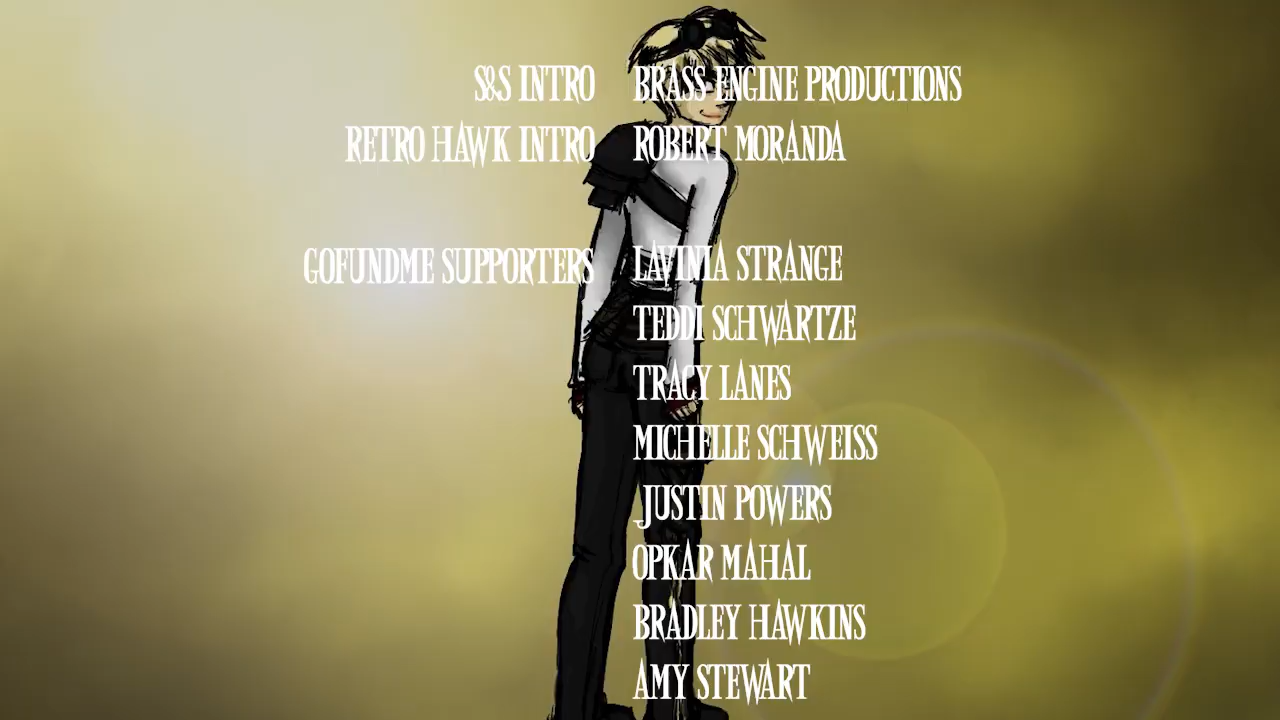 S&S INTRO BRASS ENGINE PRODUCTIONS
RETRO HAWK INTRO ROBERT MORANDA
GOFUNDME SUPPORTERS LAVINIA STRANGE
TEDDI SCHWARTZE
TRACY LANES
MICHELLE SCHWEISS
JUSTIN POWERS
OPKAR MAHAL
BRADLEY HAWKINS
AMY STEWART